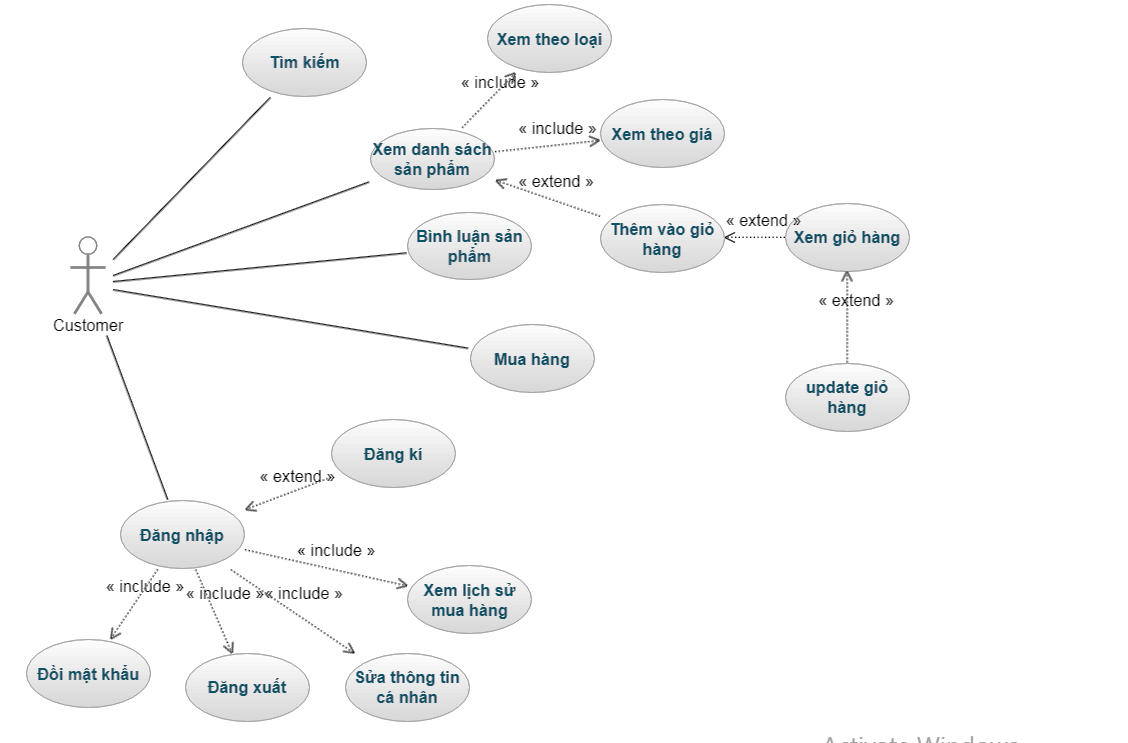 Xem theo loại
Tìm kiếm
« include »
« include »
Xem theo giá
Xem danh sách
sản phẩm
« extend »
Thêm vào giỏ
hàng
« extend »
Xem giỏ hàng
Bình luận sản
phẩm
« extend »
Customer
Mua hàng
update giỏ
hàng
Đăng kí
« extend »
Đăng nhập
« include »
« include »
« include »
« include »
Xem lịch sử
mua hàng
Đổi mật khẩu
Đăng xuất
Sửa thông tin
cá nhân
Activate Windows